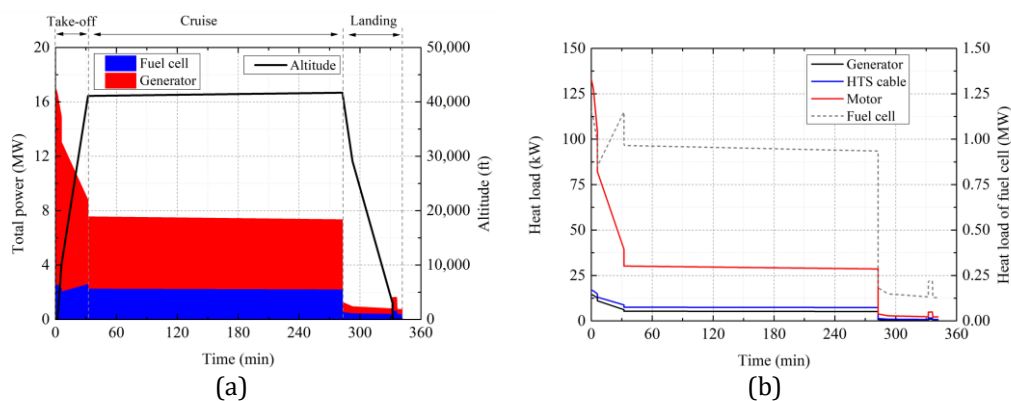 Take-off Cruise Landing
20
16
12
8
4
0
Total power (MW)
Fuel cell
Generator
Altitude
50,000
40,000
30,000
20,000
10,000
0
Altitude (ft)
0 60 120 180 240 300 360
Time (min)
(a)
150
125
100
75
50
25
0
Heat load (kW)
Generator
HTS cable
Motor
Fuel cell
1.50
1.25
1.00
0.75
0.50
0.25
0.00
Heat load of fuel cell (MW)
0 60 120 180 240 300 360
Time (min)
(b)